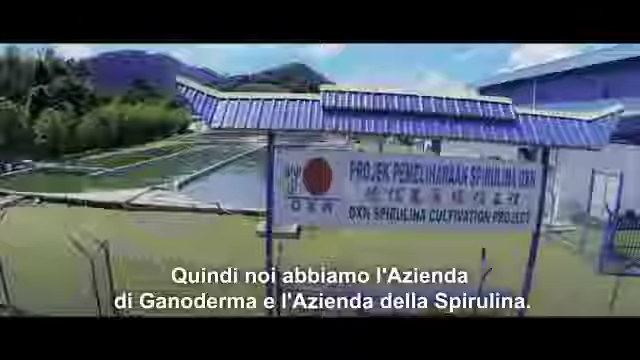 PROJEK PEMELIHARAAN SPIRULINA DXN
DXN
DXN SPIRULINA CULTIVATION PROJECT
Quindi noi abbiamo l'Azienda
di Ganoderma e l'Azienda della Spirulina.